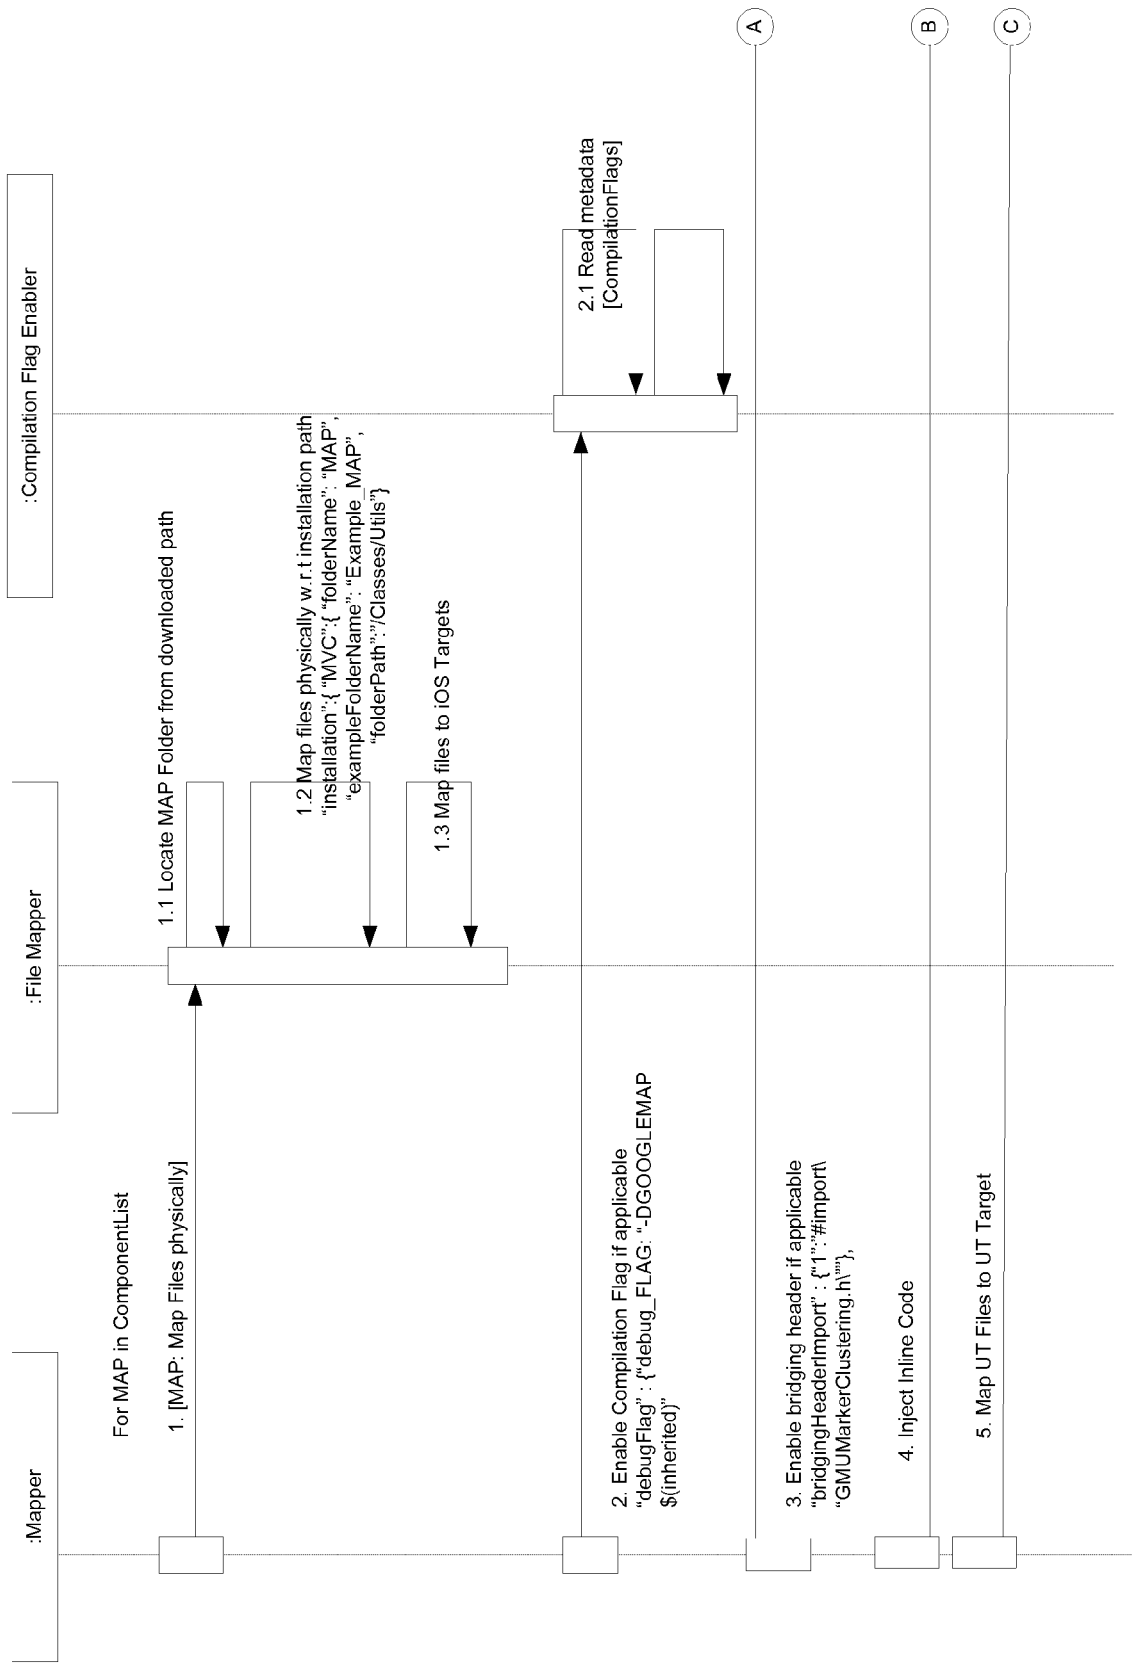 :Mapper
:File Mapper
:Compilation Flag Enabler
For MAP in ComponentList
1. [MAP: Map Files physically]
1.1 Locate MAP Folder from downloaded path
1.2 Map files physically w.r.t installation path
“installation”:{ “MVC”:{ “folderName”: “MAP”,
“exampleFolderName”: “Example_MAP”,
“folderPath”:”/Classes/Utils”}
1.3 Map files to iOS Targets
2. Enable Compilation Flag if applicable
“debugFlag” : {“debug_FLAG: “-DGOOGLEMAP
$(inherited)”
2.1 Read metadata
[CompilationFlags]
3. Enable bridging header if applicable
“bridgingHeaderImport” : {“1”:”#import\
“GMUMarkerClustering.h\””},
A
4. Inject Inline Code
B
5. Map UT Files to UT Target
C